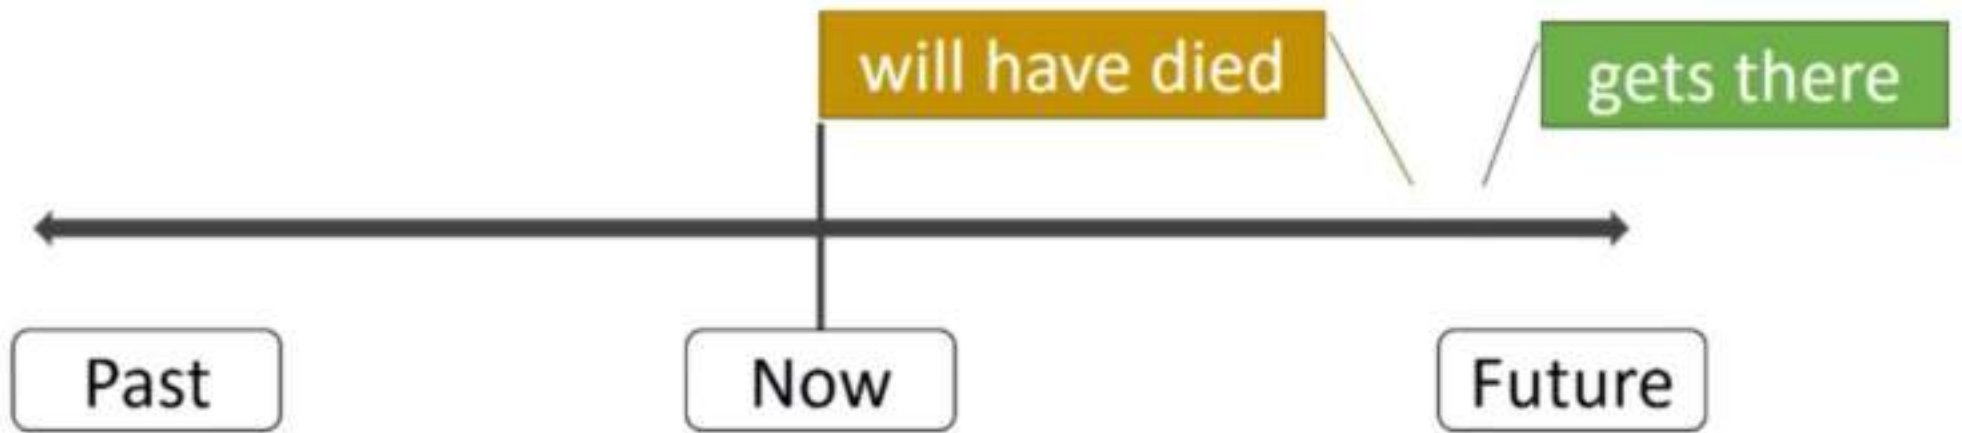 will have died
gets there
Past
Now
Future